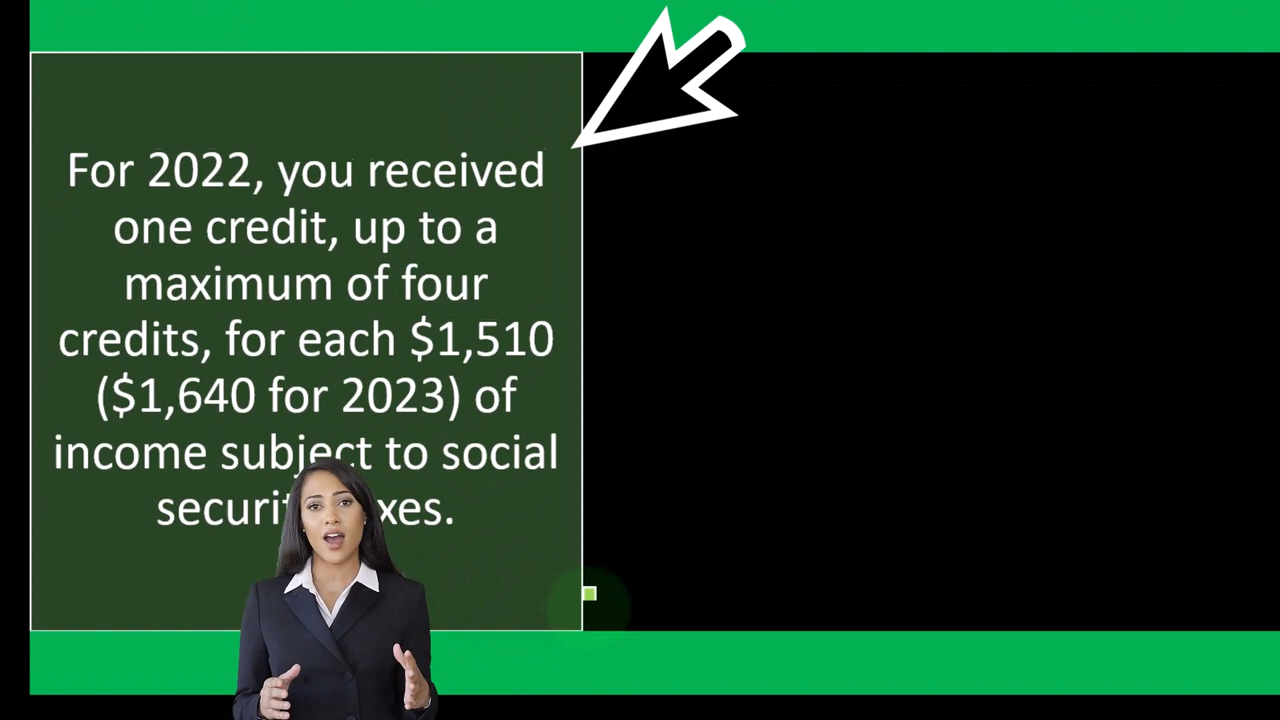 For 2022, you received
one credit, up to a
maximum of four
credits, for each $1,510
($1,640 for 2023) of
income subject to social